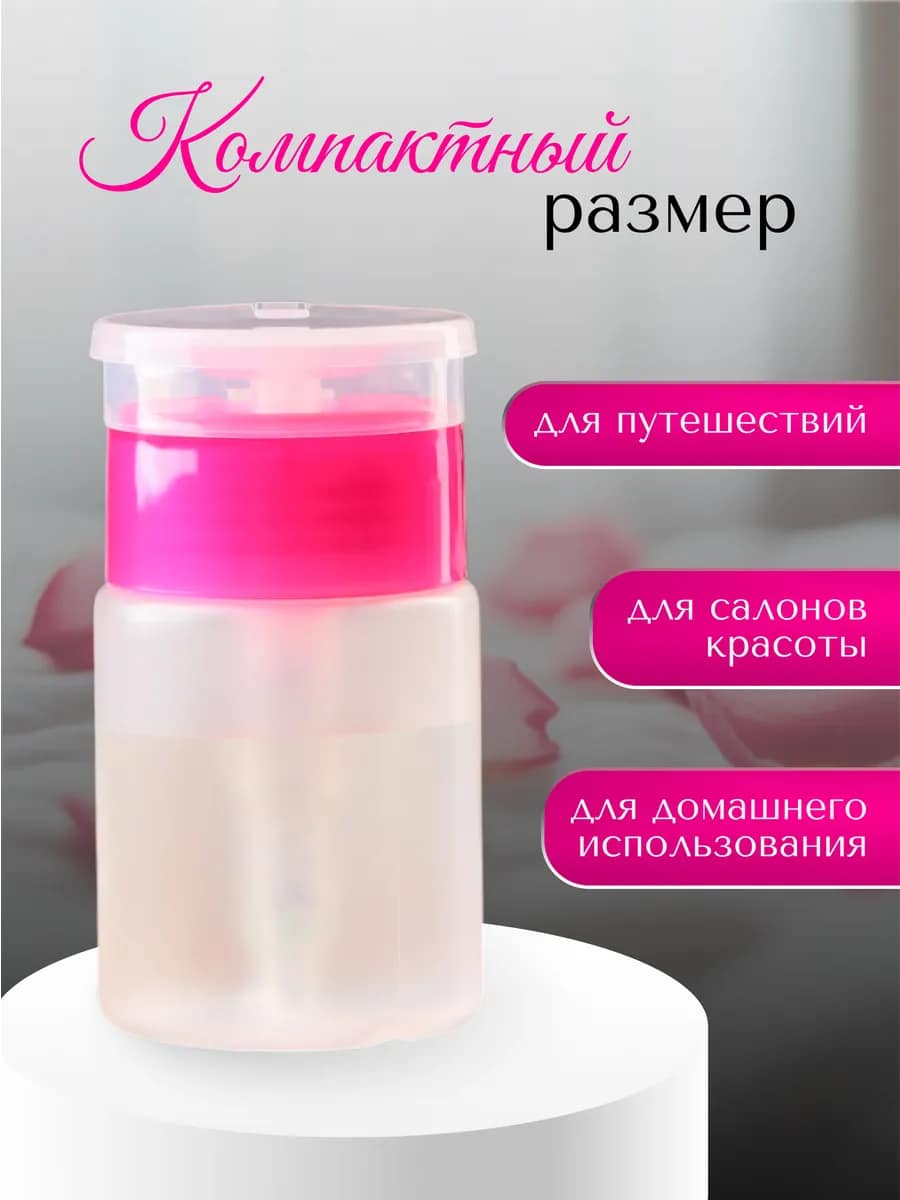 Компактный
размер
для путешествий
для салонов
красоты
для домашнего
использования